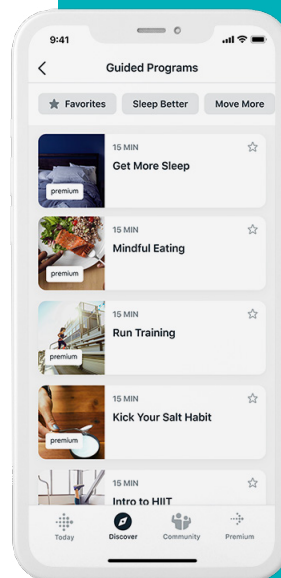 9:41
Guided Programs
Favorites Sleep Better Move More
15 MIN
Get More Sleep
premium
15 MIN
Mindful Eating
premium
15 MIN
Run Training
premium
15 MIN
Kick Your Salt Habit
premium
15 MIN
Intro to HIIT
Today Discover Community Premium